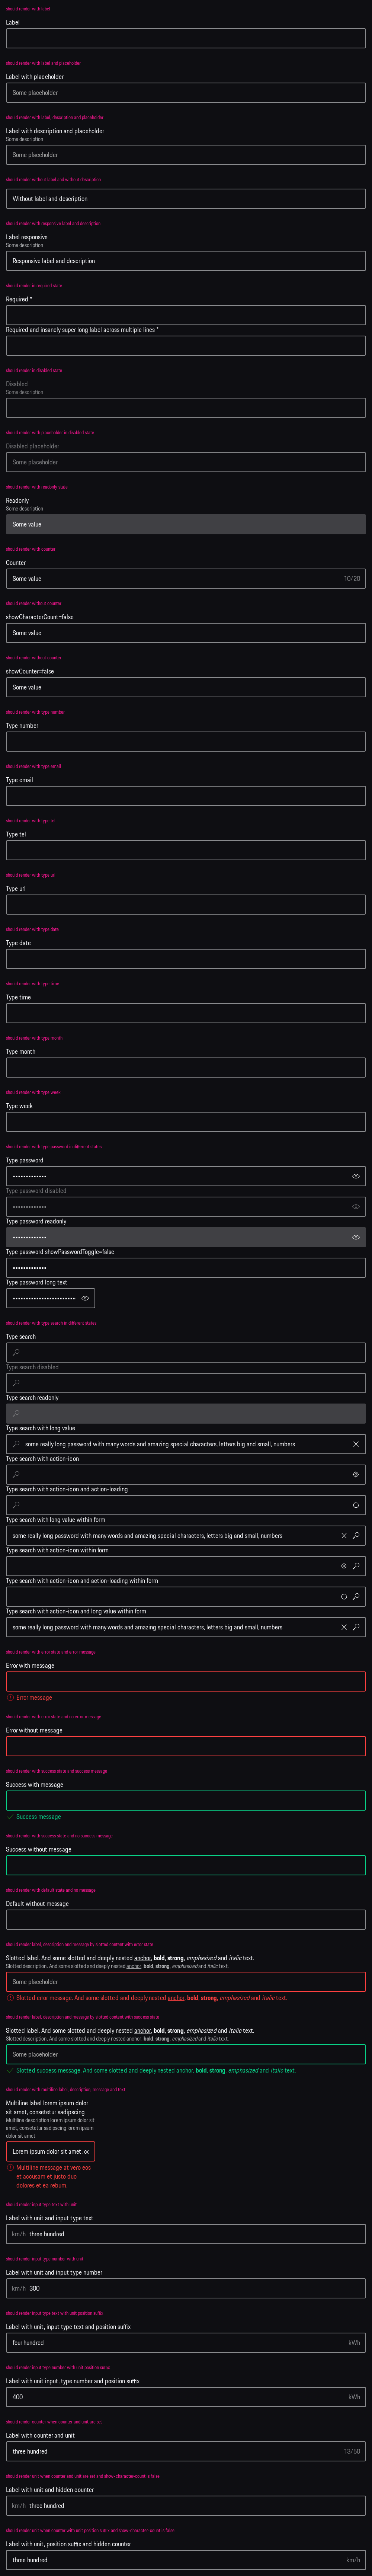 should render with label
Label
should render with label and placeholder
Label with placeholder
Some placeholder
should render with label, description and placeholder
Label with description and placeholder
Some description
Some placeholder
should render without label and without description
Without label and description
should render with responsive label and description
Label responsive
Some description
Responsive label and description
should render in required state
Required *
Required and insanely super long label across multiple lines *
should render in disabled state
Disabled
Some description
should render with placeholder in disabled state
Disabled placeholder
Some placeholder
should render with readonly state
Readonly
Some description
Some value
should render with counter
Counter
Some value 10/20
should render without counter
showCharacterCount=false
Some value
should render without counter
showCounter=false
Some value
should render with type number
Type number
should render with type email
Type email
should render with type tel
Type tel
should render with type url
Type url
should render with type date
Type date
should render with type time
Type time
should render with type month
Type month
should render with type week
Type week
should render with type password in different states
Type password
•••••••••••••
Type password disabled
•••••••••••••
Type password readonly
•••••••••••••
Type password showPasswordToggle=false
•••••••••••••
Type password long text
••••••••••••••••••••••••
should render with type search in different states
Type search
Type search disabled
Type search readonly
Type search with long value
some really long password with many words and amazing special characters, letters big and small, numbers
Type search with action-icon
Type search with action-icon and action-loading
Type search with long value within form
some really long password with many words and amazing special characters, letters big and small, numbers
Type search with action-icon within form
Type search with action-icon and action-loading within form
Type search with action-icon and long value within form
some really long password with many words and amazing special characters, letters big and small, numbers
should render with error state and error message
Error with message
Error message
should render with error state and no error message
Error without message
should render with success state and success message
Success with message
Success message
should render with success state and no success message
Success without message
should render with default state and no message
Default without message
should render label, description and message by slotted content with error state
Slotted label. And some slotted and deeply nested anchor, bold, strong, emphasized and italic text.
Slotted description. And some slotted and deeply nested anchor, bold, strong, emphasized and italic text.
Some placeholder
Slotted error message. And some slotted and deeply nested anchor, bold, strong, emphasized and italic text.
should render label, description and message by slotted content with success state
Slotted label. And some slotted and deeply nested anchor, bold, strong, emphasized and italic text.
Slotted description. And some slotted and deeply nested anchor, bold, strong, emphasized and italic text.
Some placeholder
Slotted success message. And some slotted and deeply nested anchor, bold, strong, emphasized and italic text.
should render with multiline label, description, message and text
Multiline label lorem ipsum dolor
sit amet, consetetur sadipscing
Multiline description lorem ipsum dolor sit
amet, consetetur sadipscing lorem ipsum
dolor sit amet
Lorem ipsum dolor sit amet, co
Multiline message at vero eos
et accusam et justo duo
dolores et ea rebum.
should render input type text with unit
Label with unit and input type text
km/h three hundred
should render input type number with unit
Label with unit and input type number
km/h 300
should render input type text with unit position suffix
Label with unit, input type text and position suffix
four hundred kWh
should render input type number with unit position suffix
Label with unit input, type number and position suffix
400 kWh
should render counter when counter and unit are set
Label with counter and unit
three hundred 13/50
should render unit when counter and unit are set and show-character-count is false
Label with unit and hidden counter
km/h three hundred
should render unit when counter with unit position suffix and show-character-count is false
Label with unit, position suffix and hidden counter
three hundred km/h